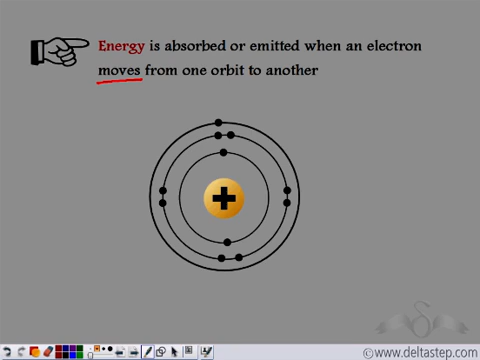 Energy is absorbed or emitted when an electron
moves from one orbit to another
+
© www.deltastep.com